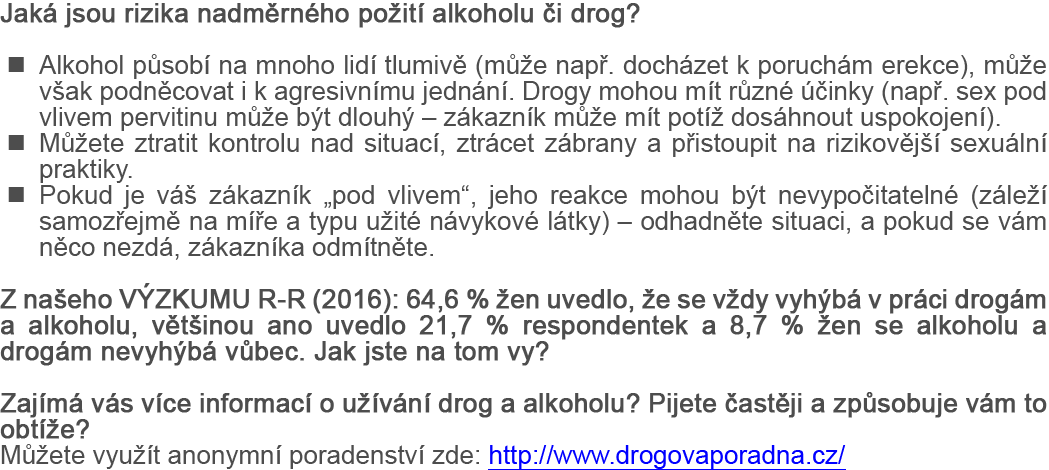 Jaká jsou rizika nadměrného požití alkoholu či drog?
■ Alkohol působí na mnoho lidí tlumivě (může např. docházet k poruchám erekce), může
však podněcovat i k agresivnímu jednání. Drogy mohou mít různé účinky (např. sex pod
vlivem pervitinu může být dlouhý – zákazník může mít potíž dosáhnout uspokojení).
■ Můžete ztratit kontrolu nad situací, ztrácet zábrany a přistoupit na rizikovější sexuální
praktiky.
■ Pokud je váš zákazník „pod vlivem“, jeho reakce mohou být nevypočitatelné (záleží
samozřejmě na míře a typu užité návykové látky) – odhadněte situaci, a pokud se vám
něco nezdá, zákazníka odmítněte.
Z našeho VÝZKUMU R-R (2016): 64,6 % žen uvedlo, že se vždy vyhýbá v práci drogám
a alkoholu, většinou ano uvedlo 21,7 % respondentek a 8,7 % žen se alkoholu a
drogám nevyhýbá vůbec. Jak jste na tom vy?
Zajímá vás více informací o užívání drog a alkoholu? Pijete častěji a způsobuje vám to
obtíže?
Můžete využít anonymní poradenství zde: http://www.drogovaporadna.cz/